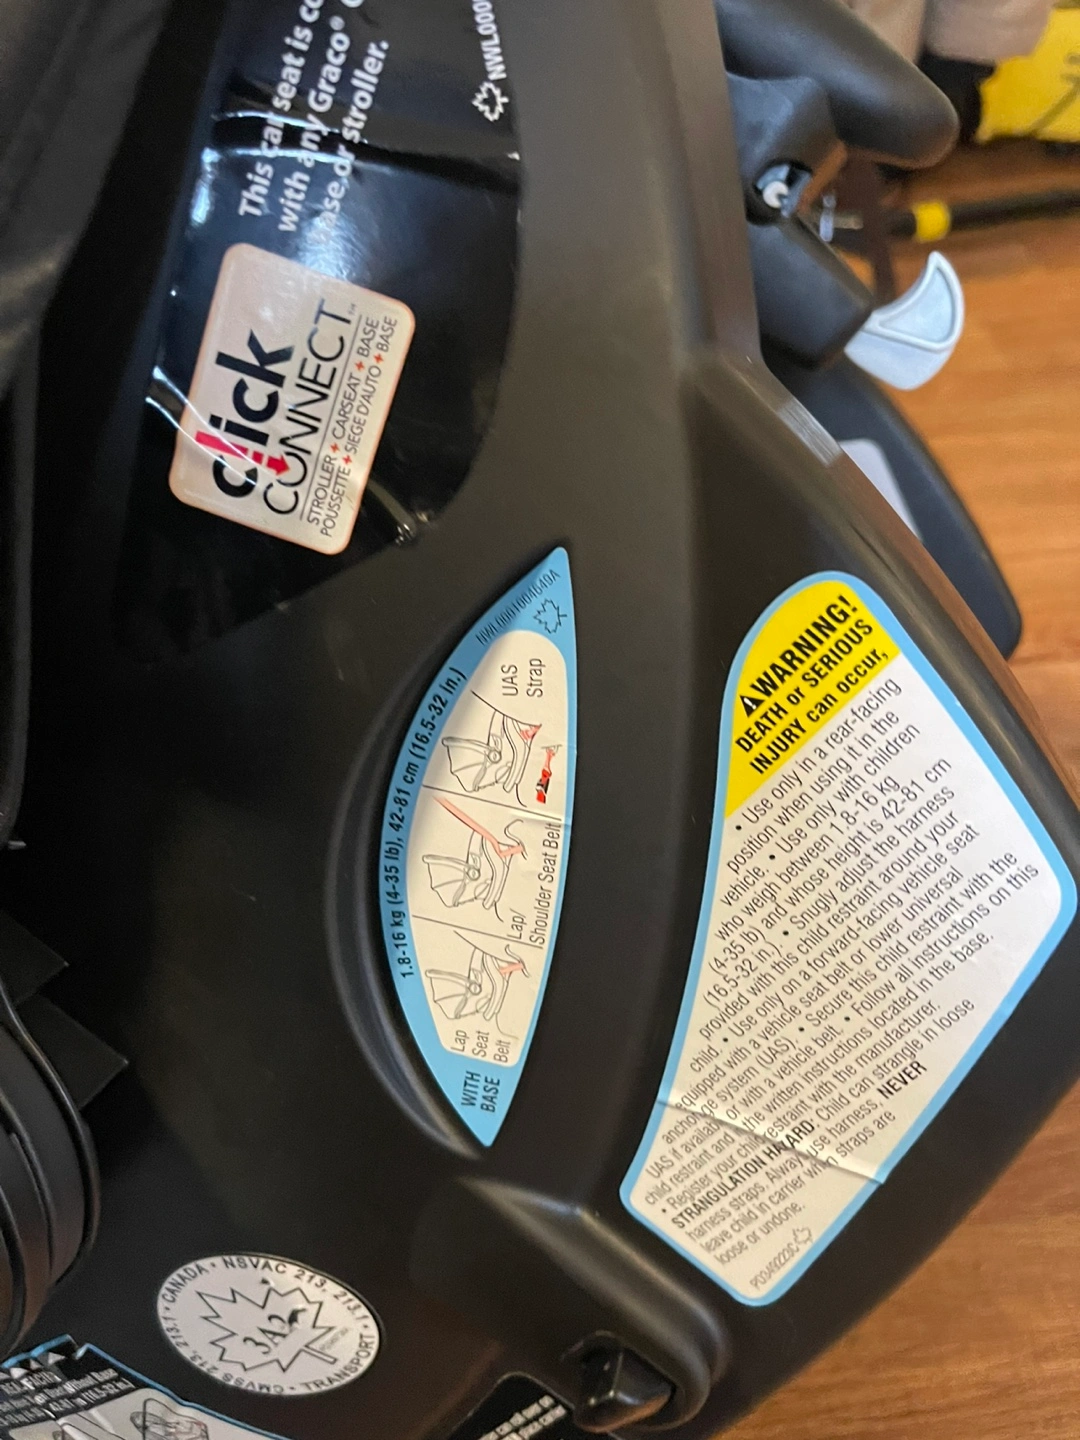 This car seat is
with any Graco®
base or stroller.
NWL000
click
CONNECT™
STROLLER + CARSEAT + BASE
POUSSETTE + SIEGE D'AUTO + BASE
1.8-16 kg (4-35 lb), 42-81 cm (16.5-32 in.)
NWL0001004649A
WITH
BASE
Lap
Seat
Belt
Lap/
Shoulder Seat Belt
UAS
Strap
WARNING!
DEATH or SERIOUS
INJURY can occur,
• Use only in a rear-facing
position when using it in the
vehicle. • Use only with children
who weigh between 1.8-16 kg
(4-35 lb) and whose height is 42-81 cm
(16.5-32 in.). • Snugly adjust the harness
provided with this child restraint around your
child. • Use only on a forward-facing vehicle seat
equipped with a vehicle seat belt or lower universal
anchorage system (UAS). • Secure this child restraint with the
UAS if available or with a vehicle belt. • Follow all instructions on this
child restraint and in the written instructions located in the base.
• Register your child restraint with the manufacturer.
STRANGULATION HAZARD: Child can strangle in loose
harness straps. Always use harness. NEVER
leave child in carrier when straps are
loose or undone.
CANADA • NSVAC 213, 213.1 •
TRANSPORT • CMVSS 213, 213.1 •
3A2